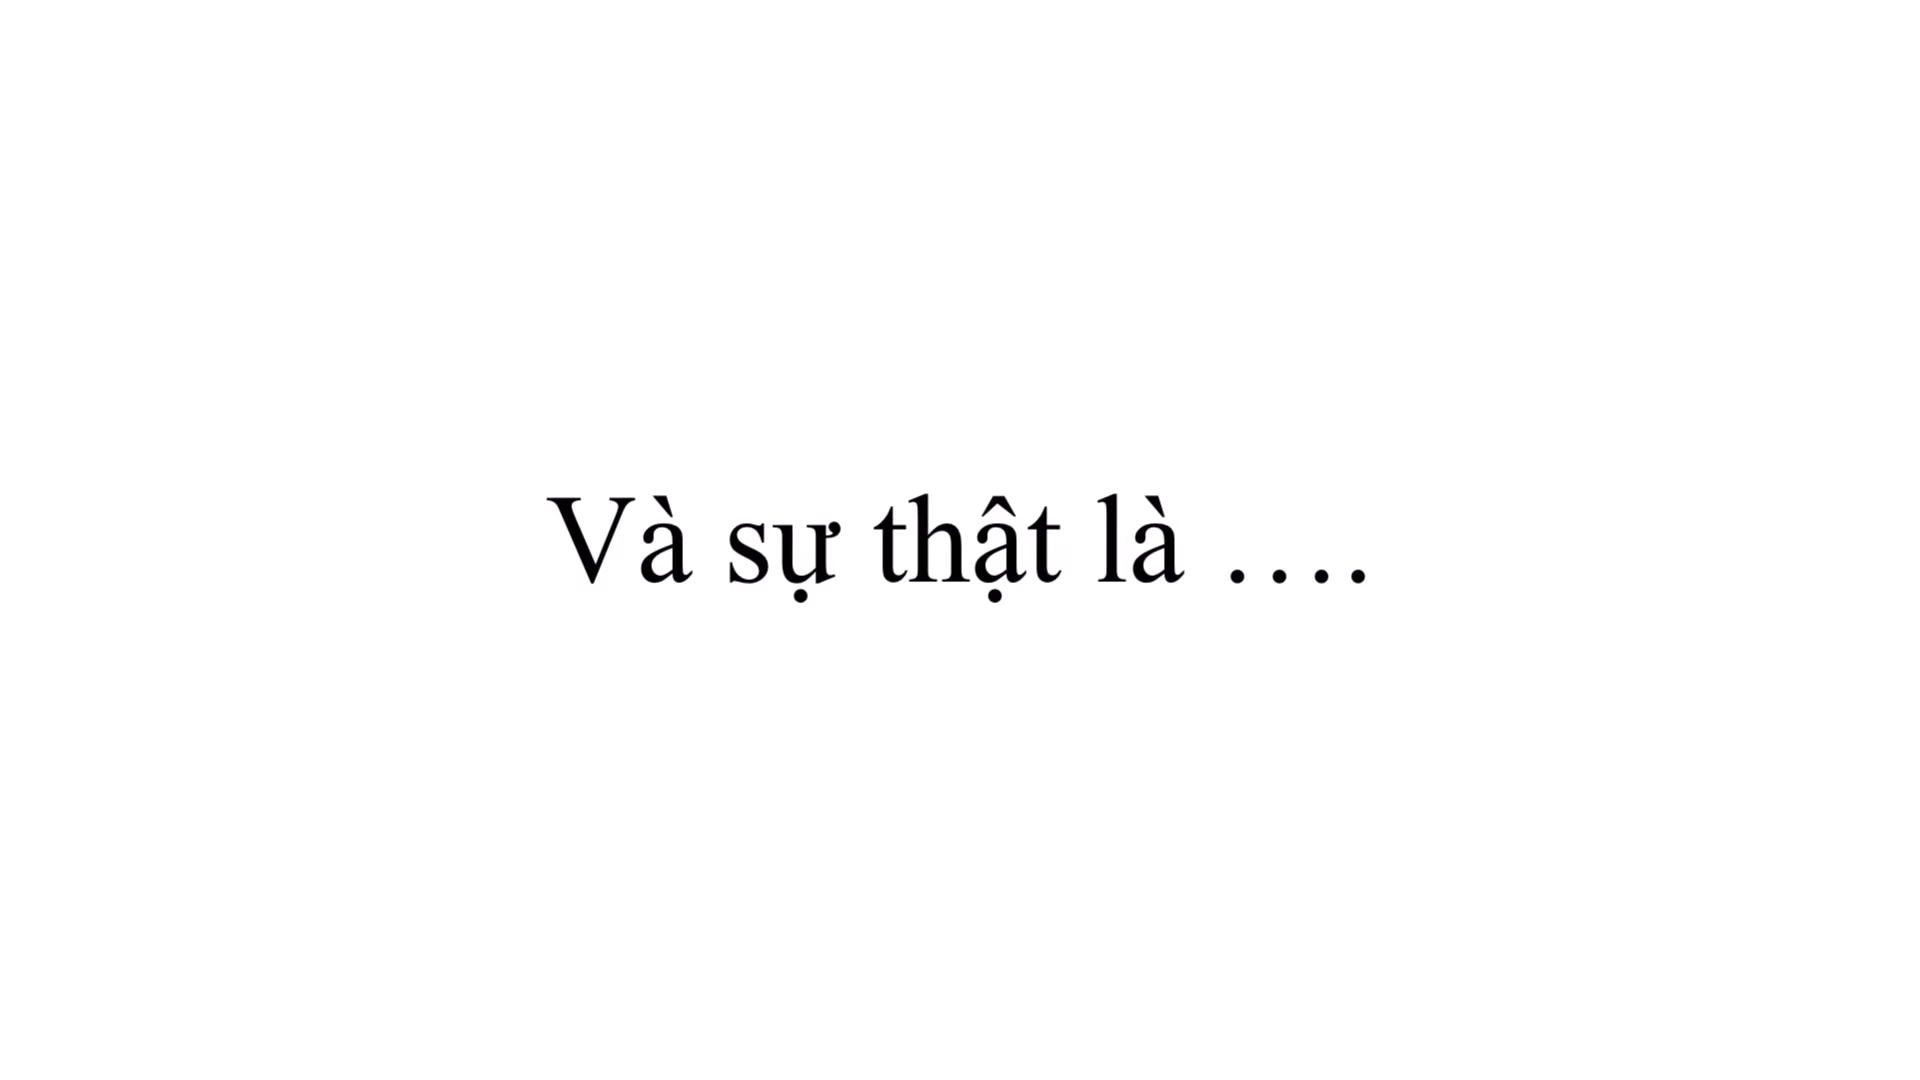 Và sự thật là ….